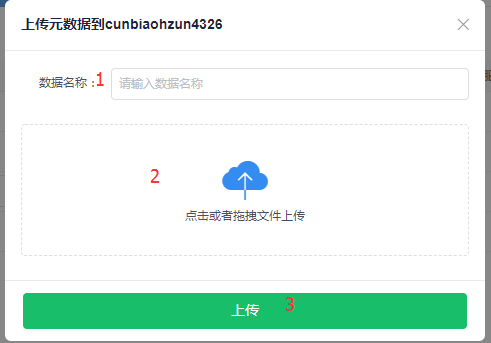 上传元数据到cunbiaohzun4326
数据名称：1 请输入数据名称
2
点击或者拖拽文件上传
上传 3